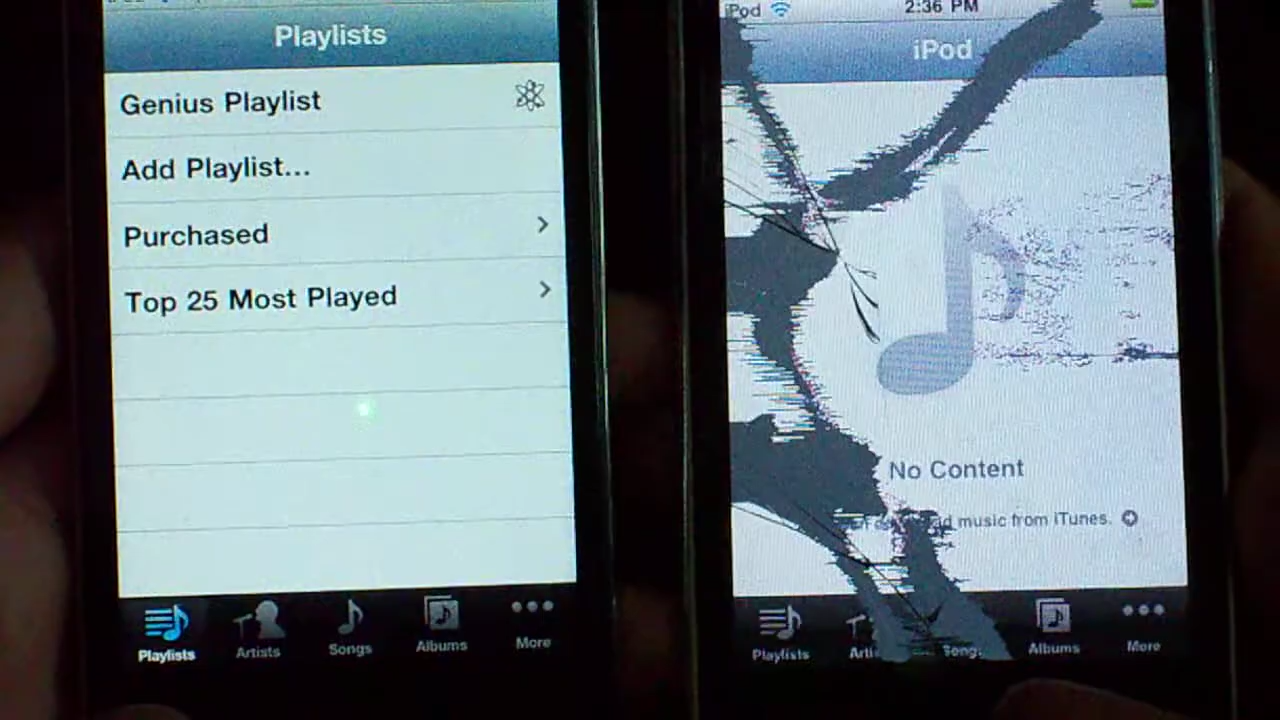 Playlists
Genius Playlist
Add Playlist...
Purchased
Top 25 Most Played
Playlists
Artists
Songs
Albums
More
iPod
2:36 PM
iPod
No Content
music from iTunes.
Playlists
Albums
More